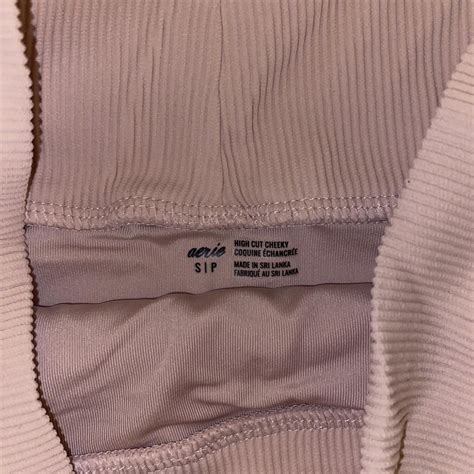 aerie
S|P
HIGH CUT CHEEKY
COQUINE ÉCHANCRÉE
MADE IN SRI LANKA
FABRIQUÉ AU SRI LANKA